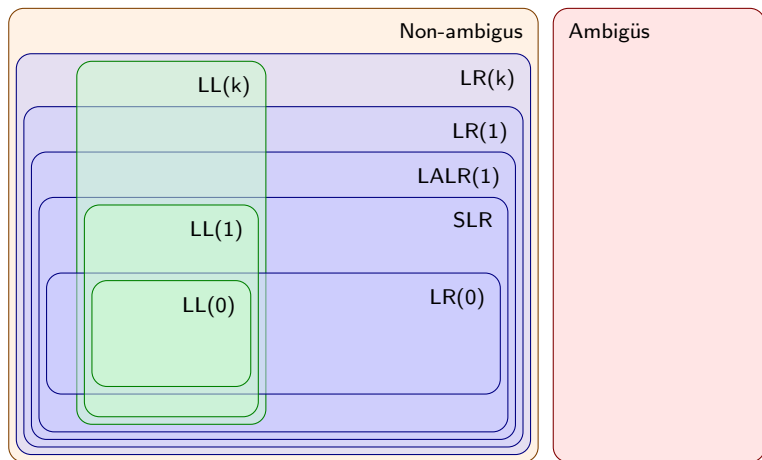 Non-ambigus
Ambigüs
LL(k)
LR(k)
LR(1)
LALR(1)
LL(1)
SLR
LL(0)
LR(0)